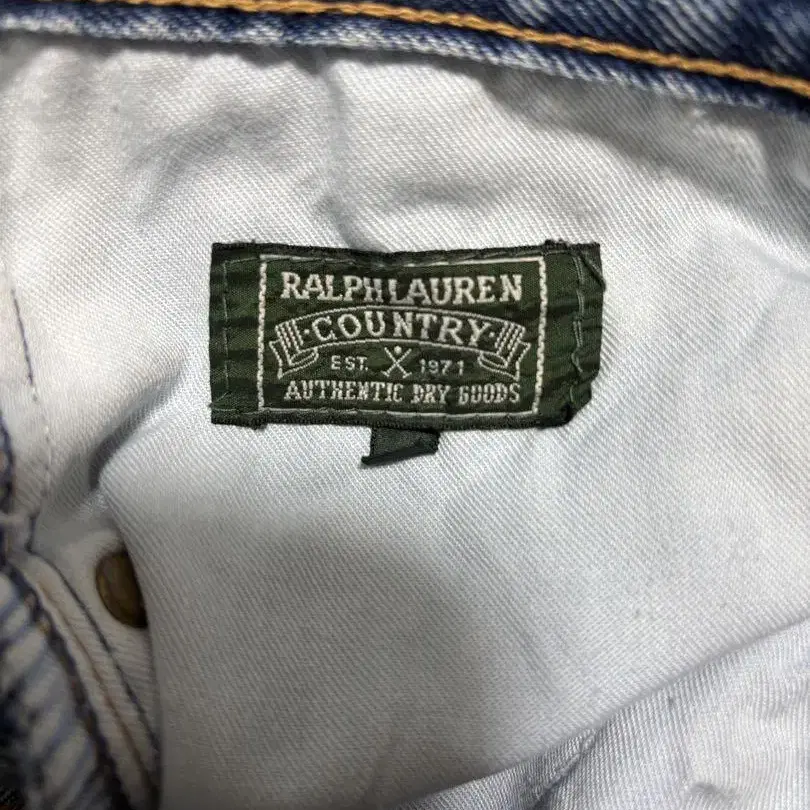 RALPH LAUREN
COUNTRY
EST. 1971
AUTHENTIC DRY GOODS